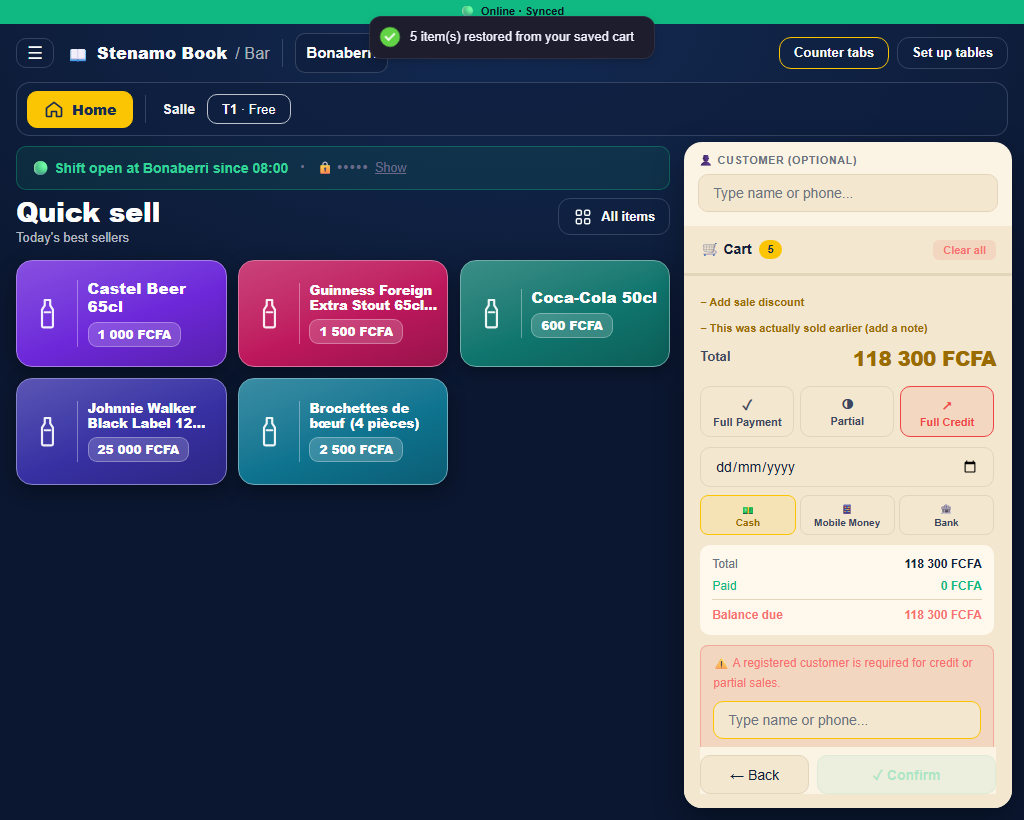 Online · Synced
5 item(s) restored from your saved cart
Stenamo Book / Bar
Bonaberri
Counter tabs
Set up tables
Home
Salle
T1 · Free
Shift open at Bonaberri since 08:00 · ••••• Show
Quick sell
Today's best sellers
All items
Castel Beer
65cl
1 000 FCFA
Guinness Foreign
Extra Stout 65cl...
1 500 FCFA
Coca-Cola 50cl
600 FCFA
Johnnie Walker
Black Label 12...
25 000 FCFA
Brochettes de
bœuf (4 pièces)
2 500 FCFA
CUSTOMER (OPTIONAL)
Type name or phone...
Cart 5
Clear all
– Add sale discount
– This was actually sold earlier (add a note)
Total 118 300 FCFA
✓ Full Payment
Partial
↗ Full Credit
dd/mm/yyyy
Cash
Mobile Money
Bank
Total 118 300 FCFA
Paid 0 FCFA
Balance due 118 300 FCFA
⚠ A registered customer is required for credit or
partial sales.
Type name or phone...
← Back
✓ Confirm